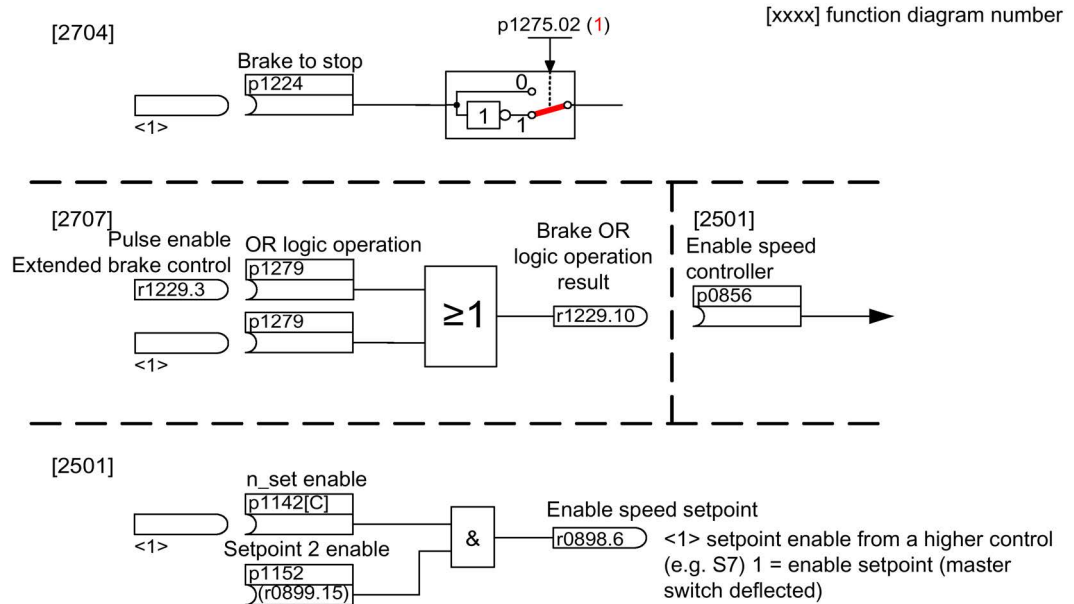 [xxxx] function diagram number
[2704]
p1275.02 (1)
Brake to stop
p1224
0
1
1
<1>
[2707]
Pulse enable
Extended brake control
r1229.3
OR logic operation
p1279
p1279
<1>
≥1
Brake OR
logic operation
result
r1229.10
[2501]
Enable speed
controller
p0856
[2501]
n_set enable
p1142[C]
<1>
Setpoint 2 enable
p1152
(r0899.15)
&
Enable speed setpoint
r0898.6
<1> setpoint enable from a higher control
(e.g. S7) 1 = enable setpoint (master
switch deflected)